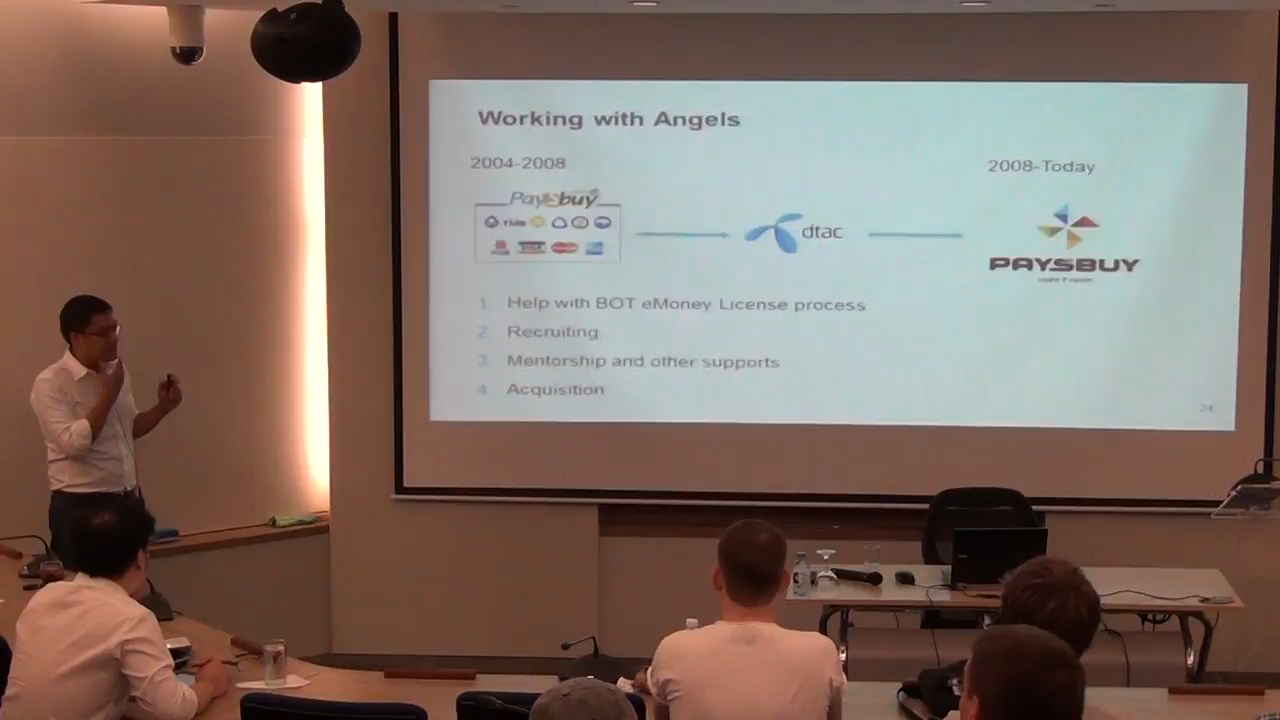 Working with Angels
2004-2008
2008-Today
Paysbuy
dtac
PAYSBUY
1. Help with BOT eMoney License process
2. Recruiting
3. Mentorship and other supports
4. Acquisition
24